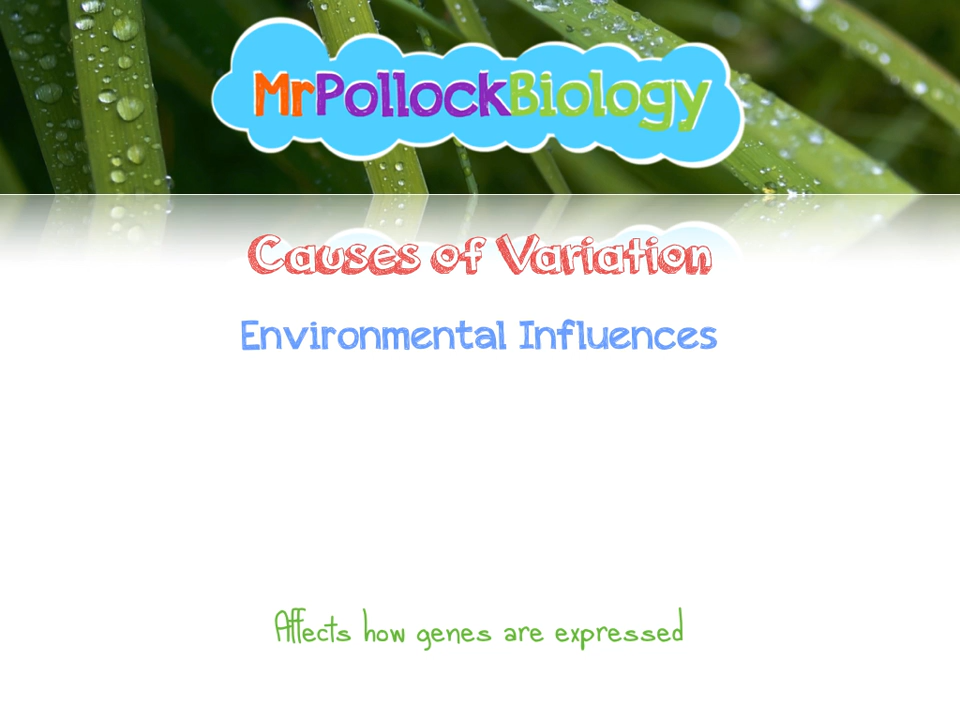 MrPollockBiology
Causes of Variation
Environmental Influences
Affects how genes are expressed